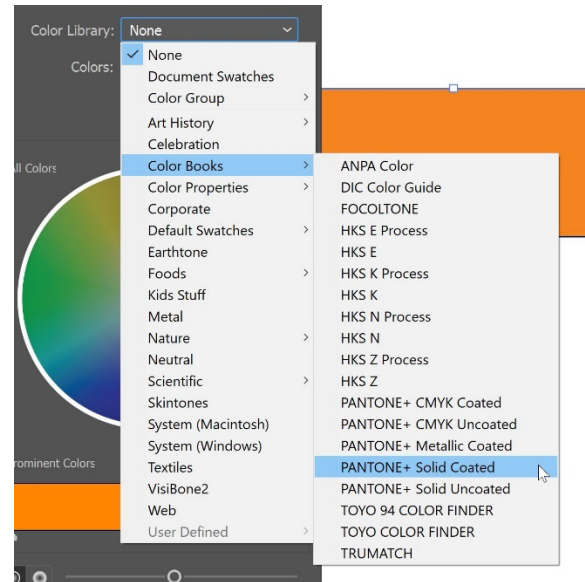 Color Library: None
Colors:
None
Document Swatches
Color Group
Art History
Celebration
Color Books
Color Properties
Corporate
Default Swatches
Earthtone
Foods
Kids Stuff
Metal
Nature
Neutral
Scientific
Skintones
System (Macintosh)
System (Windows)
Textiles
VisiBone2
Web
User Defined
ANPA Color
DIC Color Guide
FOCOLTONE
HKS E Process
HKS E
HKS K Process
HKS K
HKS N Process
HKS N
HKS Z Process
HKS Z
PANTONE+ CMYK Coated
PANTONE+ CMYK Uncoated
PANTONE+ Metallic Coated
PANTONE+ Solid Coated
PANTONE+ Solid Uncoated
TOYO 94 COLOR FINDER
TOYO COLOR FINDER
TRUMATCH
ll Colors
rominent Colors